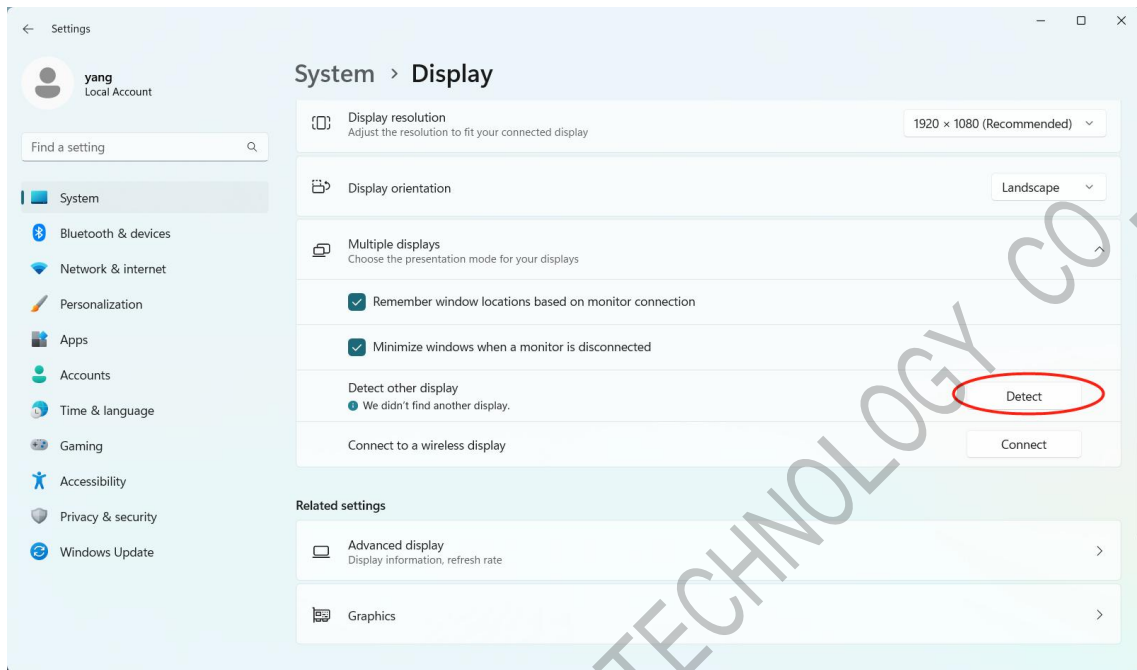 Settings
yang
Local Account
Find a setting
System
Bluetooth & devices
Network & internet
Personalization
Apps
Accounts
Time & language
Gaming
Accessibility
Privacy & security
Windows Update
System > Display
Display resolution
Adjust the resolution to fit your connected display
1920 × 1080 (Recommended)
Display orientation
Landscape
Multiple displays
Choose the presentation mode for your displays
Remember window locations based on monitor connection
Minimize windows when a monitor is disconnected
Detect other display
We didn't find another display.
Detect
Connect to a wireless display
Connect
Related settings
Advanced display
Display information, refresh rate
Graphics
TECHNOLOGY CO